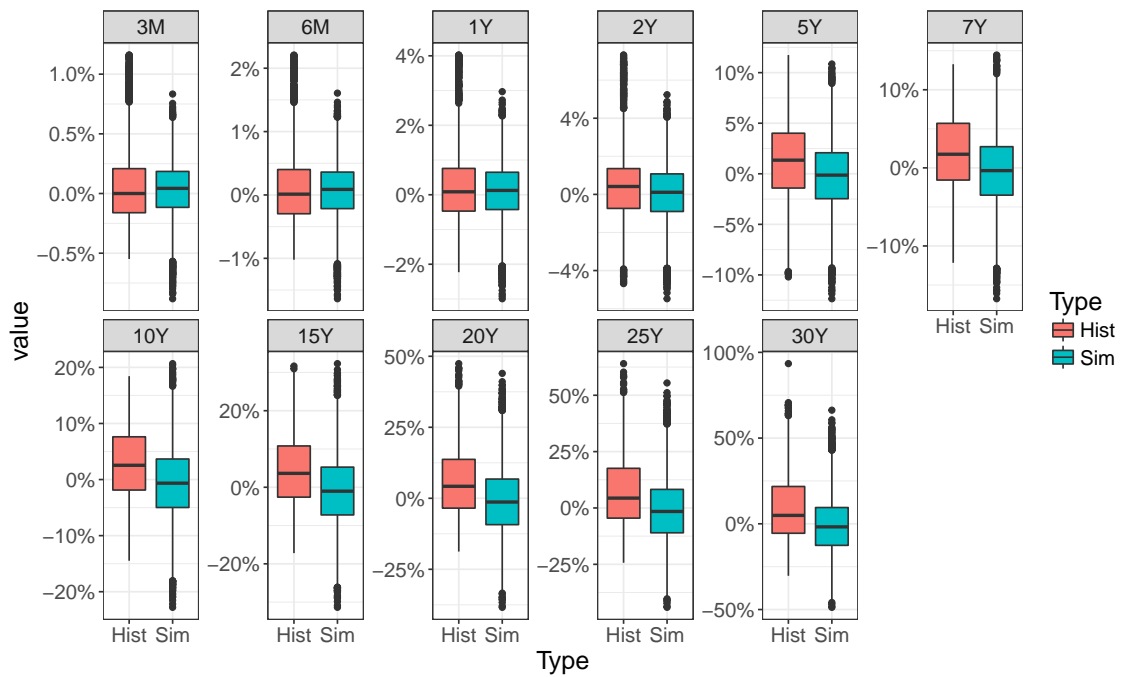 3M 6M 1Y 2Y 5Y 7Y
1.0% 0.5% 0.0% −0.5%
2% 1% 0% −1%
4% 2% 0% −2%
4% 0% −4%
10% 5% 0% −5% −10%
10% 0% −10%
Hist Sim
value
10Y 15Y 20Y 25Y 30Y
20% 10% 0% −10% −20%
20% 0% −20%
50% 25% 0% −25%
50% 25% 0% −25%
100% 50% 0% −50%
Hist Sim Hist Sim Hist Sim Hist Sim Hist Sim
Type
Type
Hist
Sim